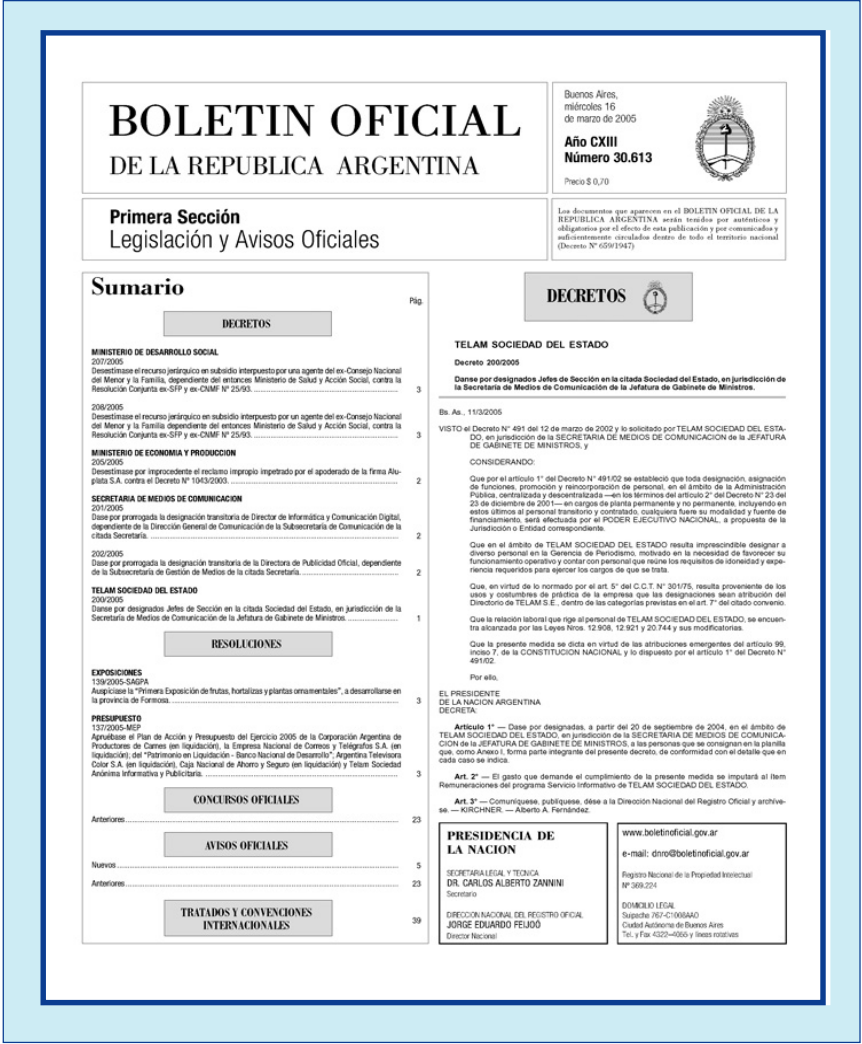 BOLETIN OFICIAL
DE LA REPUBLICA ARGENTINA
Buenos Aires,
miércoles 16
de marzo de 2005
Año CXIII
Número 30.613
Precio $ 0,70
Primera Sección
Legislación y Avisos Oficiales
Los documentos que aparecen en el BOLETIN OFICIAL DE LA
REPUBLICA ARGENTINA serán tenidos por auténticos y
obligatorios por el efecto de esta publicación y por comunicados y
suficientemente circulados dentro de todo el territorio nacional
(Decreto Nº 659/1947)
Sumario
Pág.
DECRETOS
MINISTERIO DE DESARROLLO SOCIAL
207/2005
Desestímase el recurso jerárquico en subsidio interpuesto por una agente del ex-Consejo Nacional
del Menor y la Familia, dependiente del entonces Ministerio de Salud y Acción Social, contra la
Resolución Conjunta ex-SFP y ex-CNMF Nº 25/93. 3
208/2005
Desestímase el recurso jerárquico en subsidio interpuesto por un agente del ex-Consejo Nacional
del Menor y la Familia, dependiente del entonces Ministerio de Salud y Acción Social, contra la
Resolución Conjunta ex-SFP y ex-CNMF Nº 25/93. 3
MINISTERIO DE ECONOMIA Y PRODUCCION
205/2005
Desestímase por improcedente el reclamo impropio impetrado por el apoderado de la firma Alu-
plata S.A. contra el Decreto Nº 1043/2003. 2
SECRETARIA DE MEDIOS DE COMUNICACION
201/2005
Dase por prorrogada la designación transitoria de Director de Informática y Comunicación Digital,
dependiente de la Dirección General de Comunicación de la Subsecretaría de Comunicación de la
citada Secretaría. 2
202/2005
Dase por prorrogada la designación transitoria de la Directora de Publicidad Oficial, dependiente
de la Subsecretaría de Gestión de Medios de la citada Secretaría. 2
TELAM SOCIEDAD DEL ESTADO
200/2005
Danse por designados Jefes de Sección en la citada Sociedad del Estado, en jurisdicción de la
Secretaría de Medios de Comunicación de la Jefatura de Gabinete de Ministros. 1
RESOLUCIONES
EXPOSICIONES
139/2005-SAGPA
Auspíciase la "Primera Exposición de frutas, hortalizas y plantas ornamentales", a desarrollarse en
la provincia de Formosa. 3
PRESUPUESTO
137/2005-MEP
Apruébase el Plan de Acción y Presupuesto del Ejercicio 2005 de la Corporación Argentina de
Productores de Carnes (en liquidación), la Empresa Nacional de Correos y Telégrafos S.A. (en
liquidación); del "Patrimonio en Liquidación - Banco Nacional de Desarrollo"; Argentina Televisora
Color S.A. (en liquidación), Caja Nacional de Ahorro y Seguro (en liquidación) y Telam Sociedad
Anónima Informativa y Publicitaria. 3
CONCURSOS OFICIALES
Anteriores 23
AVISOS OFICIALES
Nuevos 5
Anteriores 23
TRATADOS Y CONVENCIONES
INTERNACIONALES 39
DECRETOS
TELAM SOCIEDAD DEL ESTADO
Decreto 200/2005
Danse por designados Jefes de Sección en la citada Sociedad del Estado, en jurisdicción de
la Secretaría de Medios de Comunicación de la Jefatura de Gabinete de Ministros.
Bs. As., 11/3/2005
VISTO el Decreto N° 491 del 12 de marzo de 2002 y lo solicitado por TELAM SOCIEDAD DEL ESTA-
DO, en jurisdicción de la SECRETARIA DE MEDIOS DE COMUNICACION de la JEFATURA
DE GABINETE DE MINISTROS, y
CONSIDERANDO:
Que por el artículo 1° del Decreto N° 491/02 se estableció que toda designación, asignación
de funciones, promoción y reincorporación de personal, en el ámbito de la Administración
Pública, centralizada y descentralizada —en los términos del artículo 2° del Decreto N° 23 del
23 de diciembre de 2001— en cargos de planta permanente y no permanente, incluyendo en
estos últimos al personal transitorio y contratado, cualquiera fuere su modalidad y fuente de
financiamiento, será efectuada por el PODER EJECUTIVO NACIONAL, a propuesta de la
Jurisdicción o Entidad correspondiente.
Que en el ámbito de TELAM SOCIEDAD DEL ESTADO resulta imprescindible designar a
diverso personal en la Gerencia de Periodismo, motivado en la necesidad de favorecer su
funcionamiento operativo y contar con personal que reúne los requisitos de idoneidad y expe-
riencia requeridos para ejercer los cargos de que se trata.
Que, en virtud de lo normado por el art. 5° del C.C.T. N° 301/75, resulta proveniente de los
usos y costumbres de práctica de la empresa que las designaciones sean atribución del
Directorio de TELAM S.E., dentro de las categorías previstas en el art. 7° del citado convenio.
Que la relación laboral que rige al personal de TELAM SOCIEDAD DEL ESTADO, se encuen-
tra alcanzada por las Leyes Nros. 12.908, 12.921 y 20.744 y sus modificatorias.
Que la presente medida se dicta en virtud de las atribuciones emergentes del artículo 99,
inciso 7, de la CONSTITUCION NACIONAL y lo dispuesto por el artículo 1° del Decreto N°
491/02.
Por ello,
EL PRESIDENTE
DE LA NACION ARGENTINA
DECRETA:
Artículo 1° — Dase por designadas, a partir del 20 de septiembre de 2004, en el ámbito de
TELAM SOCIEDAD DEL ESTADO, en jurisdicción de la SECRETARIA DE MEDIOS DE COMUNICA-
CION de la JEFATURA DE GABINETE DE MINISTROS, a las personas que se consignan en la planilla
que, como Anexo I, forma parte integrante del presente decreto, de conformidad con el detalle que en
cada caso se indica.
Art. 2° — El gasto que demande el cumplimiento de la presente medida se imputará al ítem
Remuneraciones del programa Servicio Informativo de TELAM SOCIEDAD DEL ESTADO.
Art. 3° — Comuníquese, publíquese, dése a la Dirección Nacional del Registro Oficial y archíve-
se. — KIRCHNER. — Alberto A. Fernández.
PRESIDENCIA DE
LA NACION
SECRETARIA LEGAL Y TECNICA
DR. CARLOS ALBERTO ZANNINI
Secretario
DIRECCION NACIONAL DEL REGISTRO OFICIAL
JORGE EDUARDO FEIJOÓ
Director Nacional
www.boletinoficial.gov.ar
e-mail: dnro@boletinoficial.gov.ar
Registro Nacional de la Propiedad Intelectual
Nº 369.224
DOMICILIO LEGAL
Suipacha 767-C1008AAO
Ciudad Autónoma de Buenos Aires
Tel. y Fax 4322-4055 y líneas rotativas